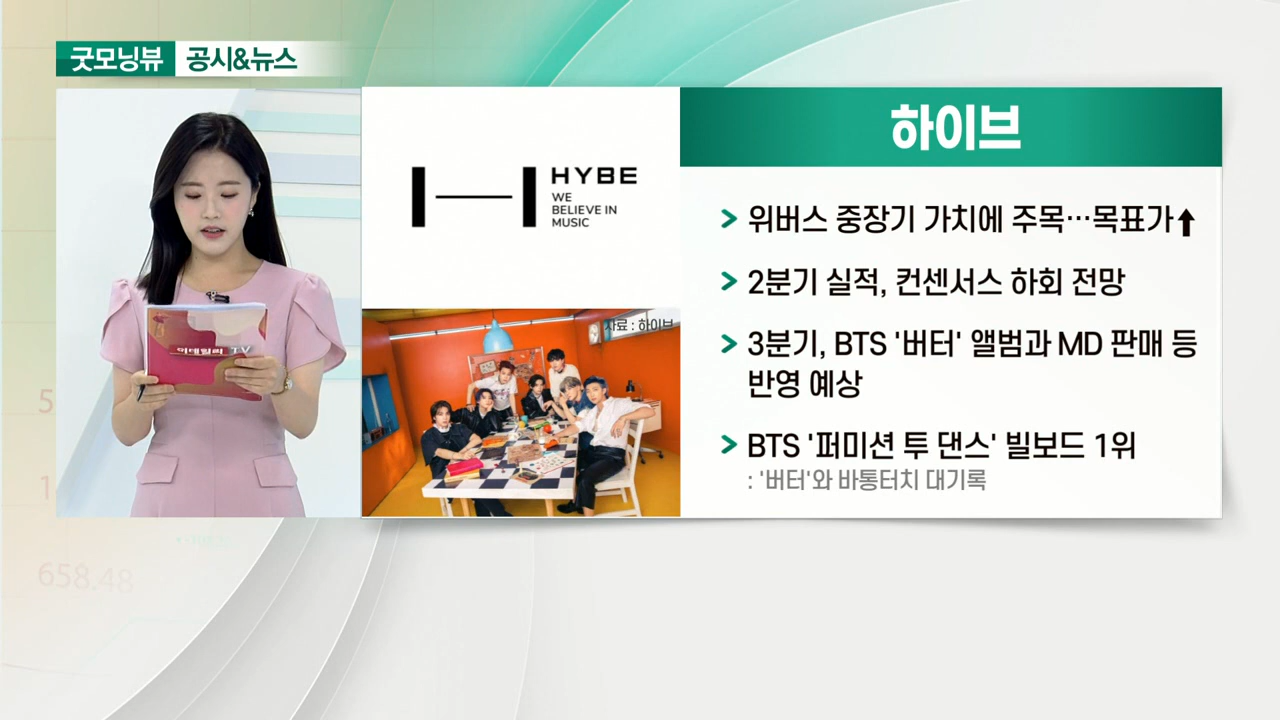 굿모닝뷰 공시&뉴스
하이브
HYBE
WE
BELIEVE IN
MUSIC
> 위버스 중장기 가치에 주목…목표가⬆
> 2분기 실적, 컨센서스 하회 전망
자료 : 하이브
> 3분기, BTS '버터' 앨범과 MD 판매 등
반영 예상
> BTS '퍼미션 투 댄스' 빌보드 1위
: '버터'와 바통터치 대기록
이데일리 TV
658.48